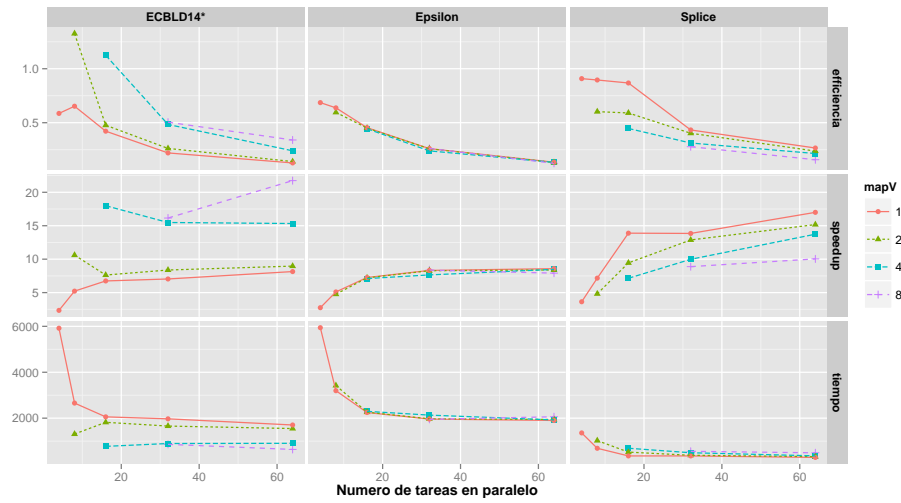 ECBLD14*
Epsilon
Splice
1.0
0.5
efficiencia
20
15
10
5
speedup
6000
4000
2000
tiempo
20
40
60
20
40
60
20
40
60
Numero de tareas en paralelo
mapV
1
2
4
8